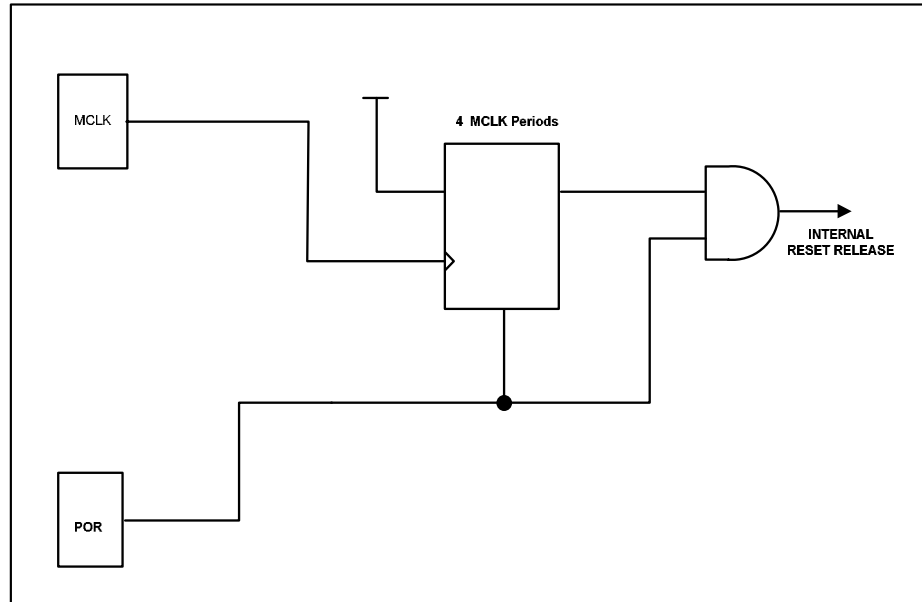 MCLK
4 MCLK Periods
INTERNAL
RESET RELEASE
POR